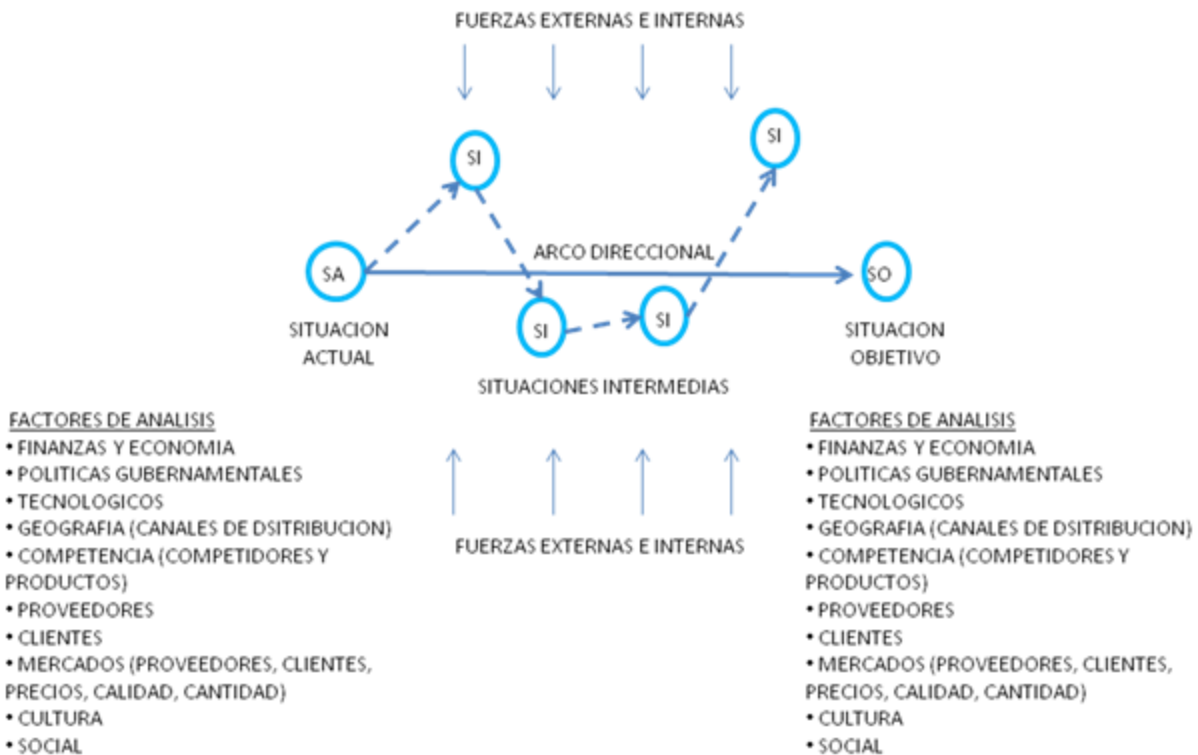 FUERZAS EXTERNAS E INTERNAS
SI
SI
ARCO DIRECCIONAL
SA
SO
SI
SI
SITUACION
ACTUAL
SITUACION
OBJETIVO
SITUACIONES INTERMEDIAS
FACTORES DE ANALISIS
• FINANZAS Y ECONOMIA
• POLITICAS GUBERNAMENTALES
• TECNOLOGICOS
• GEOGRAFIA (CANALES DE DSITRIBUCION)
• COMPETENCIA (COMPETIDORES Y
PRODUCTOS)
• PROVEEDORES
• CLIENTES
• MERCADOS (PROVEEDORES, CLIENTES,
PRECIOS, CALIDAD, CANTIDAD)
• CULTURA
• SOCIAL
FUERZAS EXTERNAS E INTERNAS
FACTORES DE ANALISIS
• FINANZAS Y ECONOMIA
• POLITICAS GUBERNAMENTALES
• TECNOLOGICOS
• GEOGRAFIA (CANALES DE DSITRIBUCION)
• COMPETENCIA (COMPETIDORES Y
PRODUCTOS)
• PROVEEDORES
• CLIENTES
• MERCADOS (PROVEEDORES, CLIENTES,
PRECIOS, CALIDAD, CANTIDAD)
• CULTURA
• SOCIAL